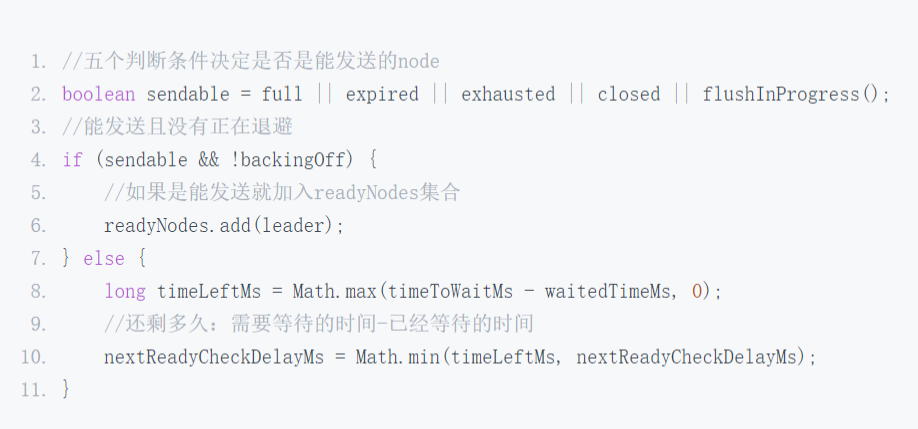 1. //五个判断条件决定是否是能发送的node
2. boolean sendable = full || expired || exhausted || closed || flushInProgress();
3. //能发送且没有正在退避
4. if (sendable && !backingOff) {
5.     //如果是能发送就加入readyNodes集合
6.     readyNodes.add(leader);
7. } else {
8.     long timeLeftMs = Math.max(timeToWaitMs - waitedTimeMs, 0);
9.     //还剩多久：需要等待的时间-已经等待的时间
10.     nextReadyCheckDelayMs = Math.min(timeLeftMs, nextReadyCheckDelayMs);
11. }